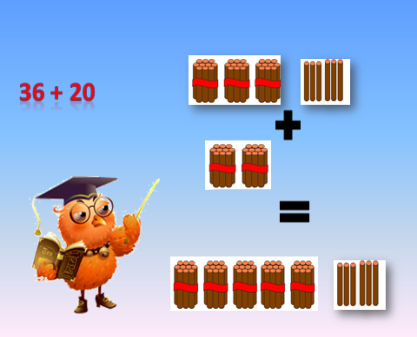 36 + 20
+
=